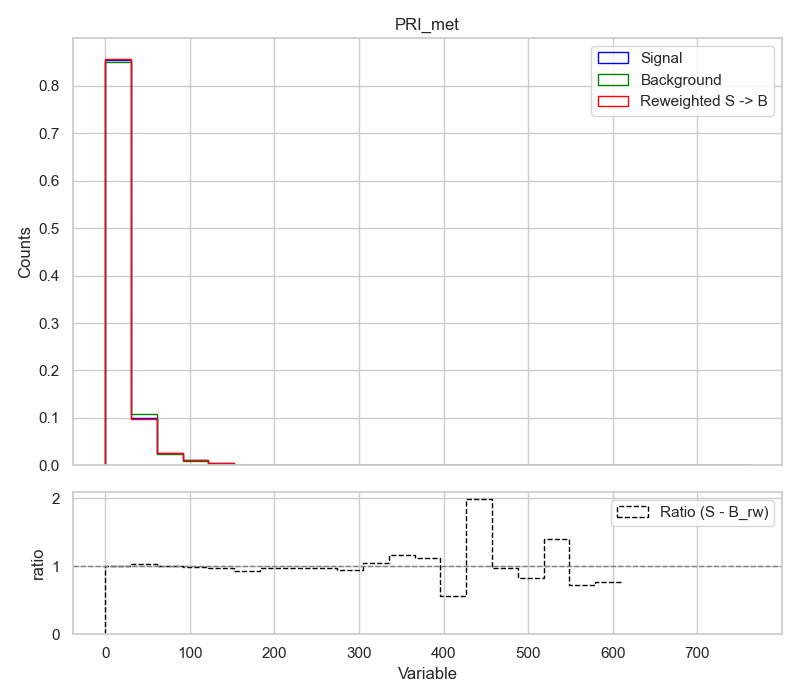 PRI_met
Signal
Background
Reweighted S -> B
Counts
0.8
0.7
0.6
0.5
0.4
0.3
0.2
0.1
0.0
Ratio (S - B_rw)
ratio
2
1
0
0 100 200 300 400 500 600 700
Variable